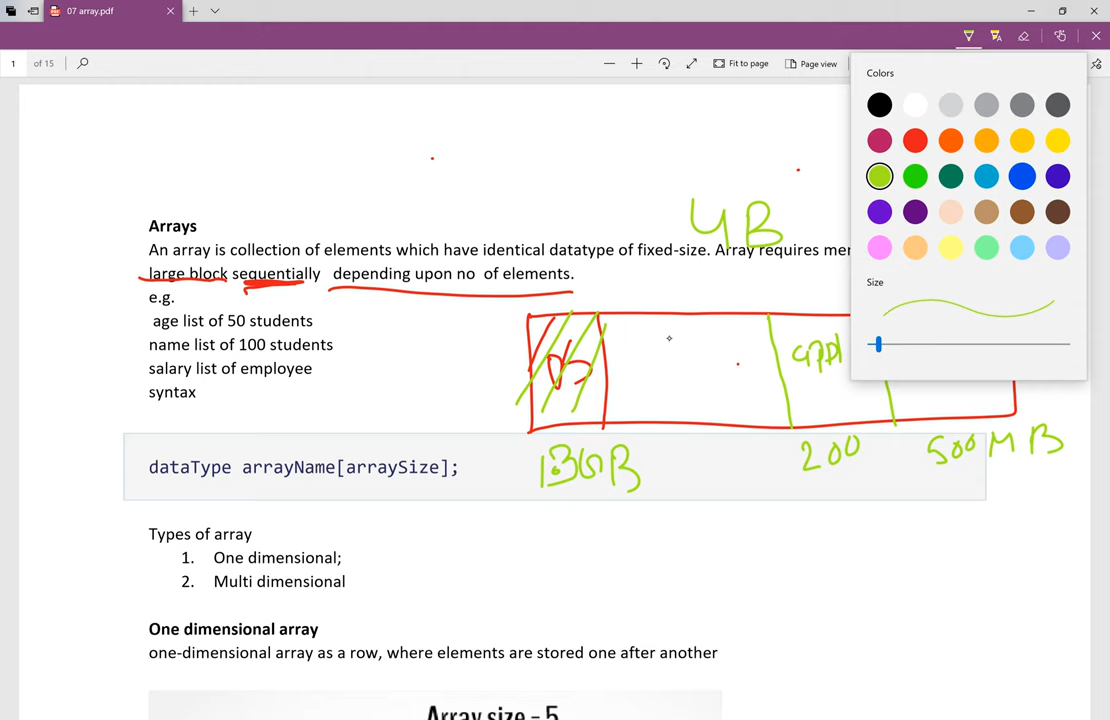 07 array.pdf
1 of 15
Fit to page
Page view
Colors
Size
4B
Arrays
An array is collection of elements which have identical datatype of fixed-size. Array requires mer
large block sequentially depending upon no of elements.
e.g.
age list of 50 students
name list of 100 students
salary list of employee
syntax
OS
appl
200
500 MB
dataType arrayName[arraySize];
Types of array
1. One dimensional;
2. Multi dimensional
One dimensional array
one-dimensional array as a row, where elements are stored one after another
Array size - 5